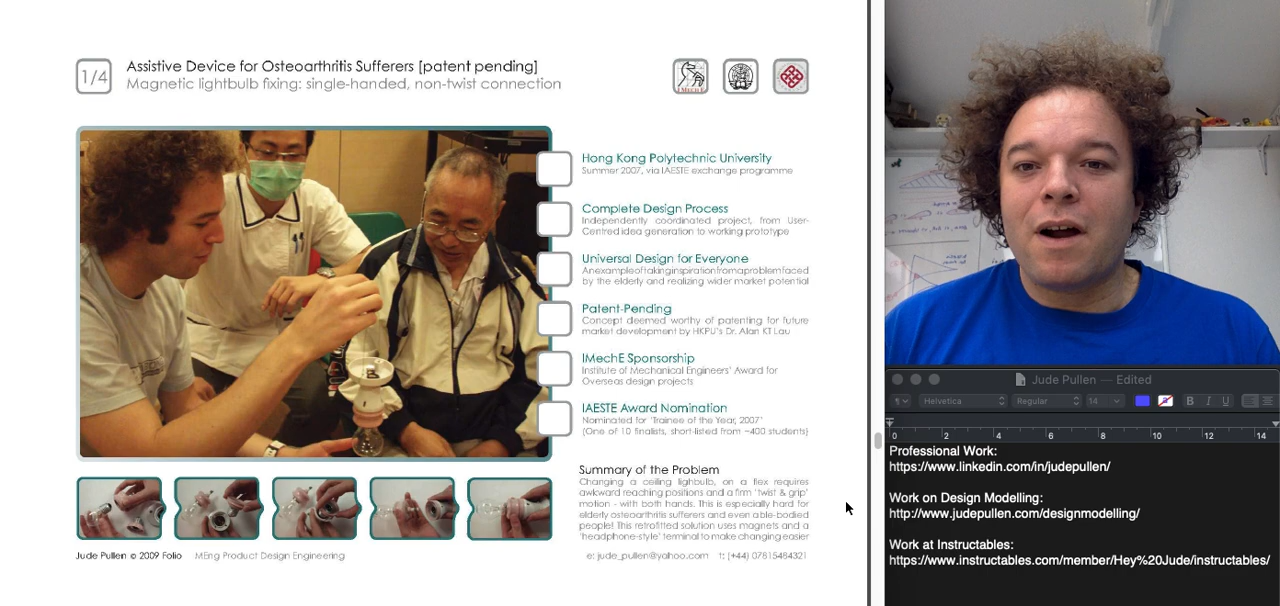 1/4
Assistive Device for Osteoarthritis Sufferers [patent pending]
Magnetic lightbulb fixing: single-handed, non-twist connection
IMechE
Hong Kong Polytechnic University
Summer 2007, via IAESTE exchange programme
Complete Design Process
Independently coordinated project, from User-
Centred idea generation to working prototype
Universal Design for Everyone
An example of taking inspiration from a problem faced
by the elderly and realizing wider market potential
Patent-Pending
Concept deemed worthy of patenting for future
market development by HKPU's Dr. Alan KT Lau
IMechE Sponsorship
Institute of Mechanical Engineers' Award for
Overseas design projects
IAESTE Award Nomination
Nominated for 'Trainee of the Year, 2007'
(One of 10 finalists, short-listed from ~400 students)
Summary of the Problem
Changing a ceiling lighbulb, on a flex requires
awkward reaching positions and a firm 'twist & grip'
motion - with both hands. This is especially hard for
elderly osteoarthritis sufferers and even able-bodied
people! This retrofitted solution uses magnets and a
'headphone-style' terminal to make changing easier
Jude Pullen © 2009 Folio MEng Product Design Engineering
e: jude_pullen@yahoo.com t: (+44) 07815484321
Jude Pullen — Edited
¶ Helvetica Regular 14 a B I U
0 2 4 6 8 10 12 14
Professional Work:
https://www.linkedin.com/in/judepullen/
Work on Design Modelling:
http://www.judepullen.com/designmodelling/
Work at Instructables:
https://www.instructables.com/member/Hey%20Jude/instructables/